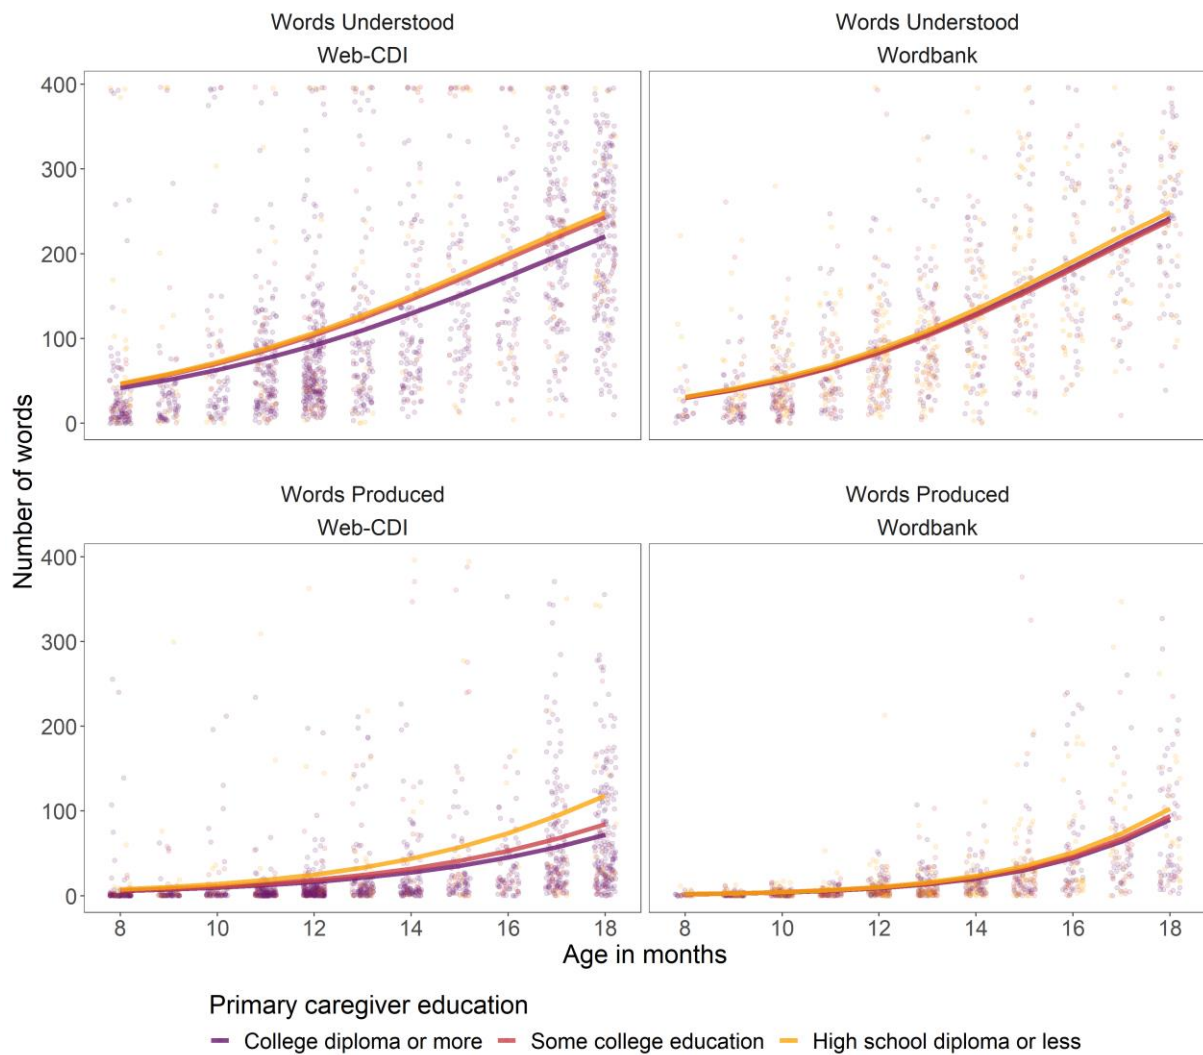 Words Understood
Web-CDI
Words Understood
Wordbank
400
300
200
100
0
Words Produced
Web-CDI
Words Produced
Wordbank
400
300
200
100
0
Number of words
8 10 12 14 16 18
8 10 12 14 16 18
Age in months
Primary caregiver education
College diploma or more Some college education High school diploma or less